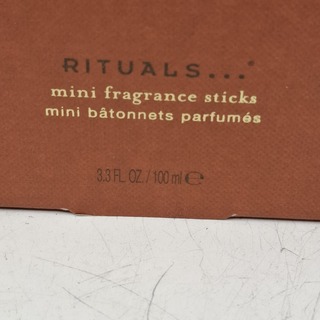 RITUALS...®
mini fragrance sticks
mini bâtonnets parfumés
3.3 FL. OZ. / 100 ml ℮